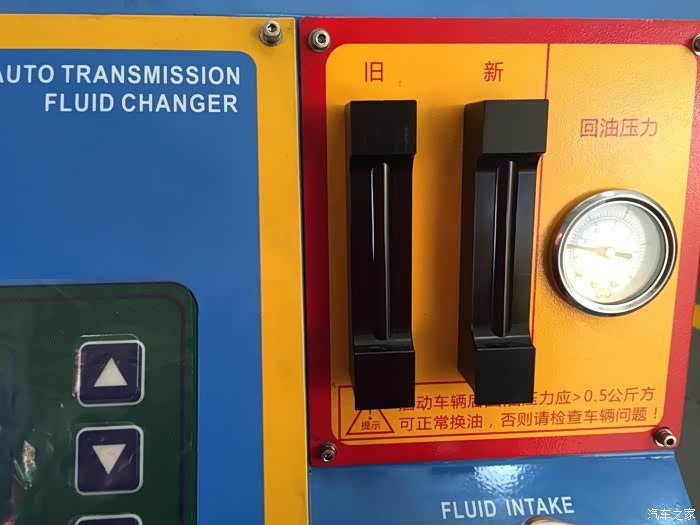 AUTO TRANSMISSION
FLUID CHANGER
旧
新
回油压力
启动车辆后 压力应>0.5公斤方
可正常换油，否则请检查车辆问题！
提示
FLUID INTAKE
汽车之家